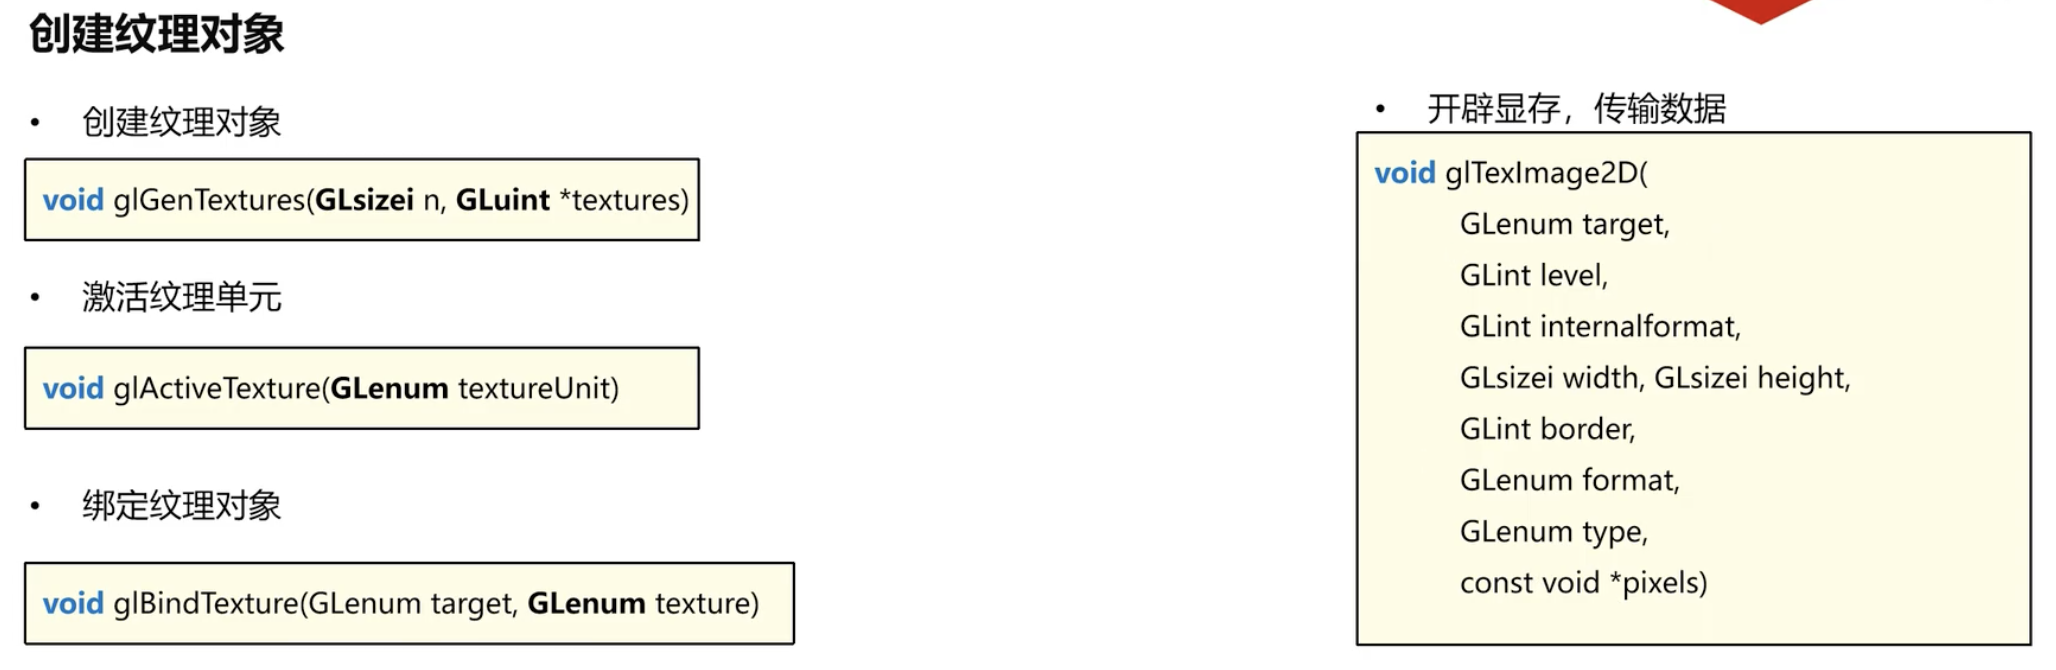 创建纹理对象
• 创建纹理对象
void glGenTextures(GLsizei n, GLuint *textures)
• 激活纹理单元
void glActiveTexture(GLenum textureUnit)
• 绑定纹理对象
void glBindTexture(GLenum target, GLenum texture)
• 开辟显存，传输数据
void glTexImage2D(
GLenum target,
GLint level,
GLint internalformat,
GLsizei width, GLsizei height,
GLint border,
GLenum format,
GLenum type,
const void *pixels)